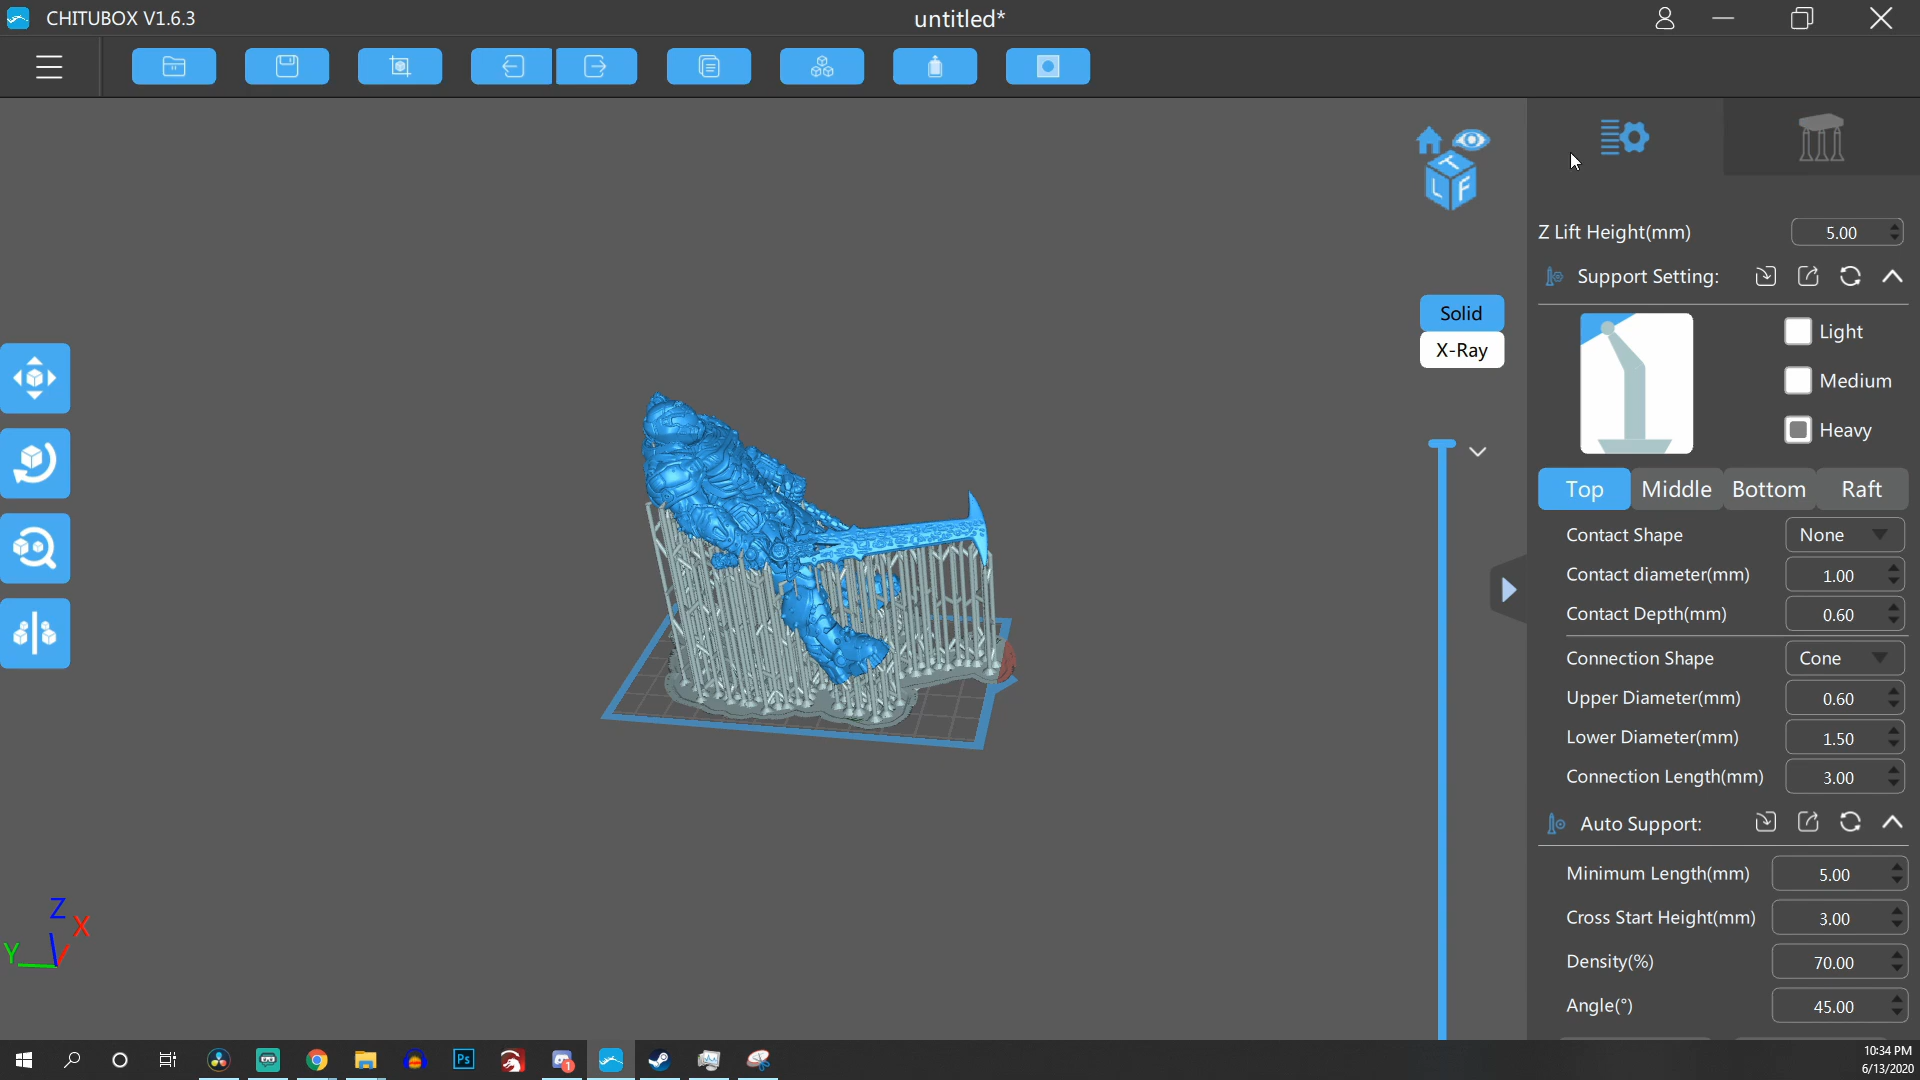 CHITUBOX V1.6.3
untitled*
T
L F
Z Lift Height(mm) 5.00
Support Setting:
Solid
X-Ray
Light
Medium
Heavy
Top Middle Bottom Raft
Contact Shape None
Contact diameter(mm) 1.00
Contact Depth(mm) 0.60
Connection Shape Cone
Upper Diameter(mm) 0.60
Lower Diameter(mm) 1.50
Connection Length(mm) 3.00
Auto Support:
Minimum Length(mm) 5.00
Cross Start Height(mm) 3.00
Density(%) 70.00
Angle(°) 45.00
Z
X
Y
Ps
1
10:34 PM
6/13/2020